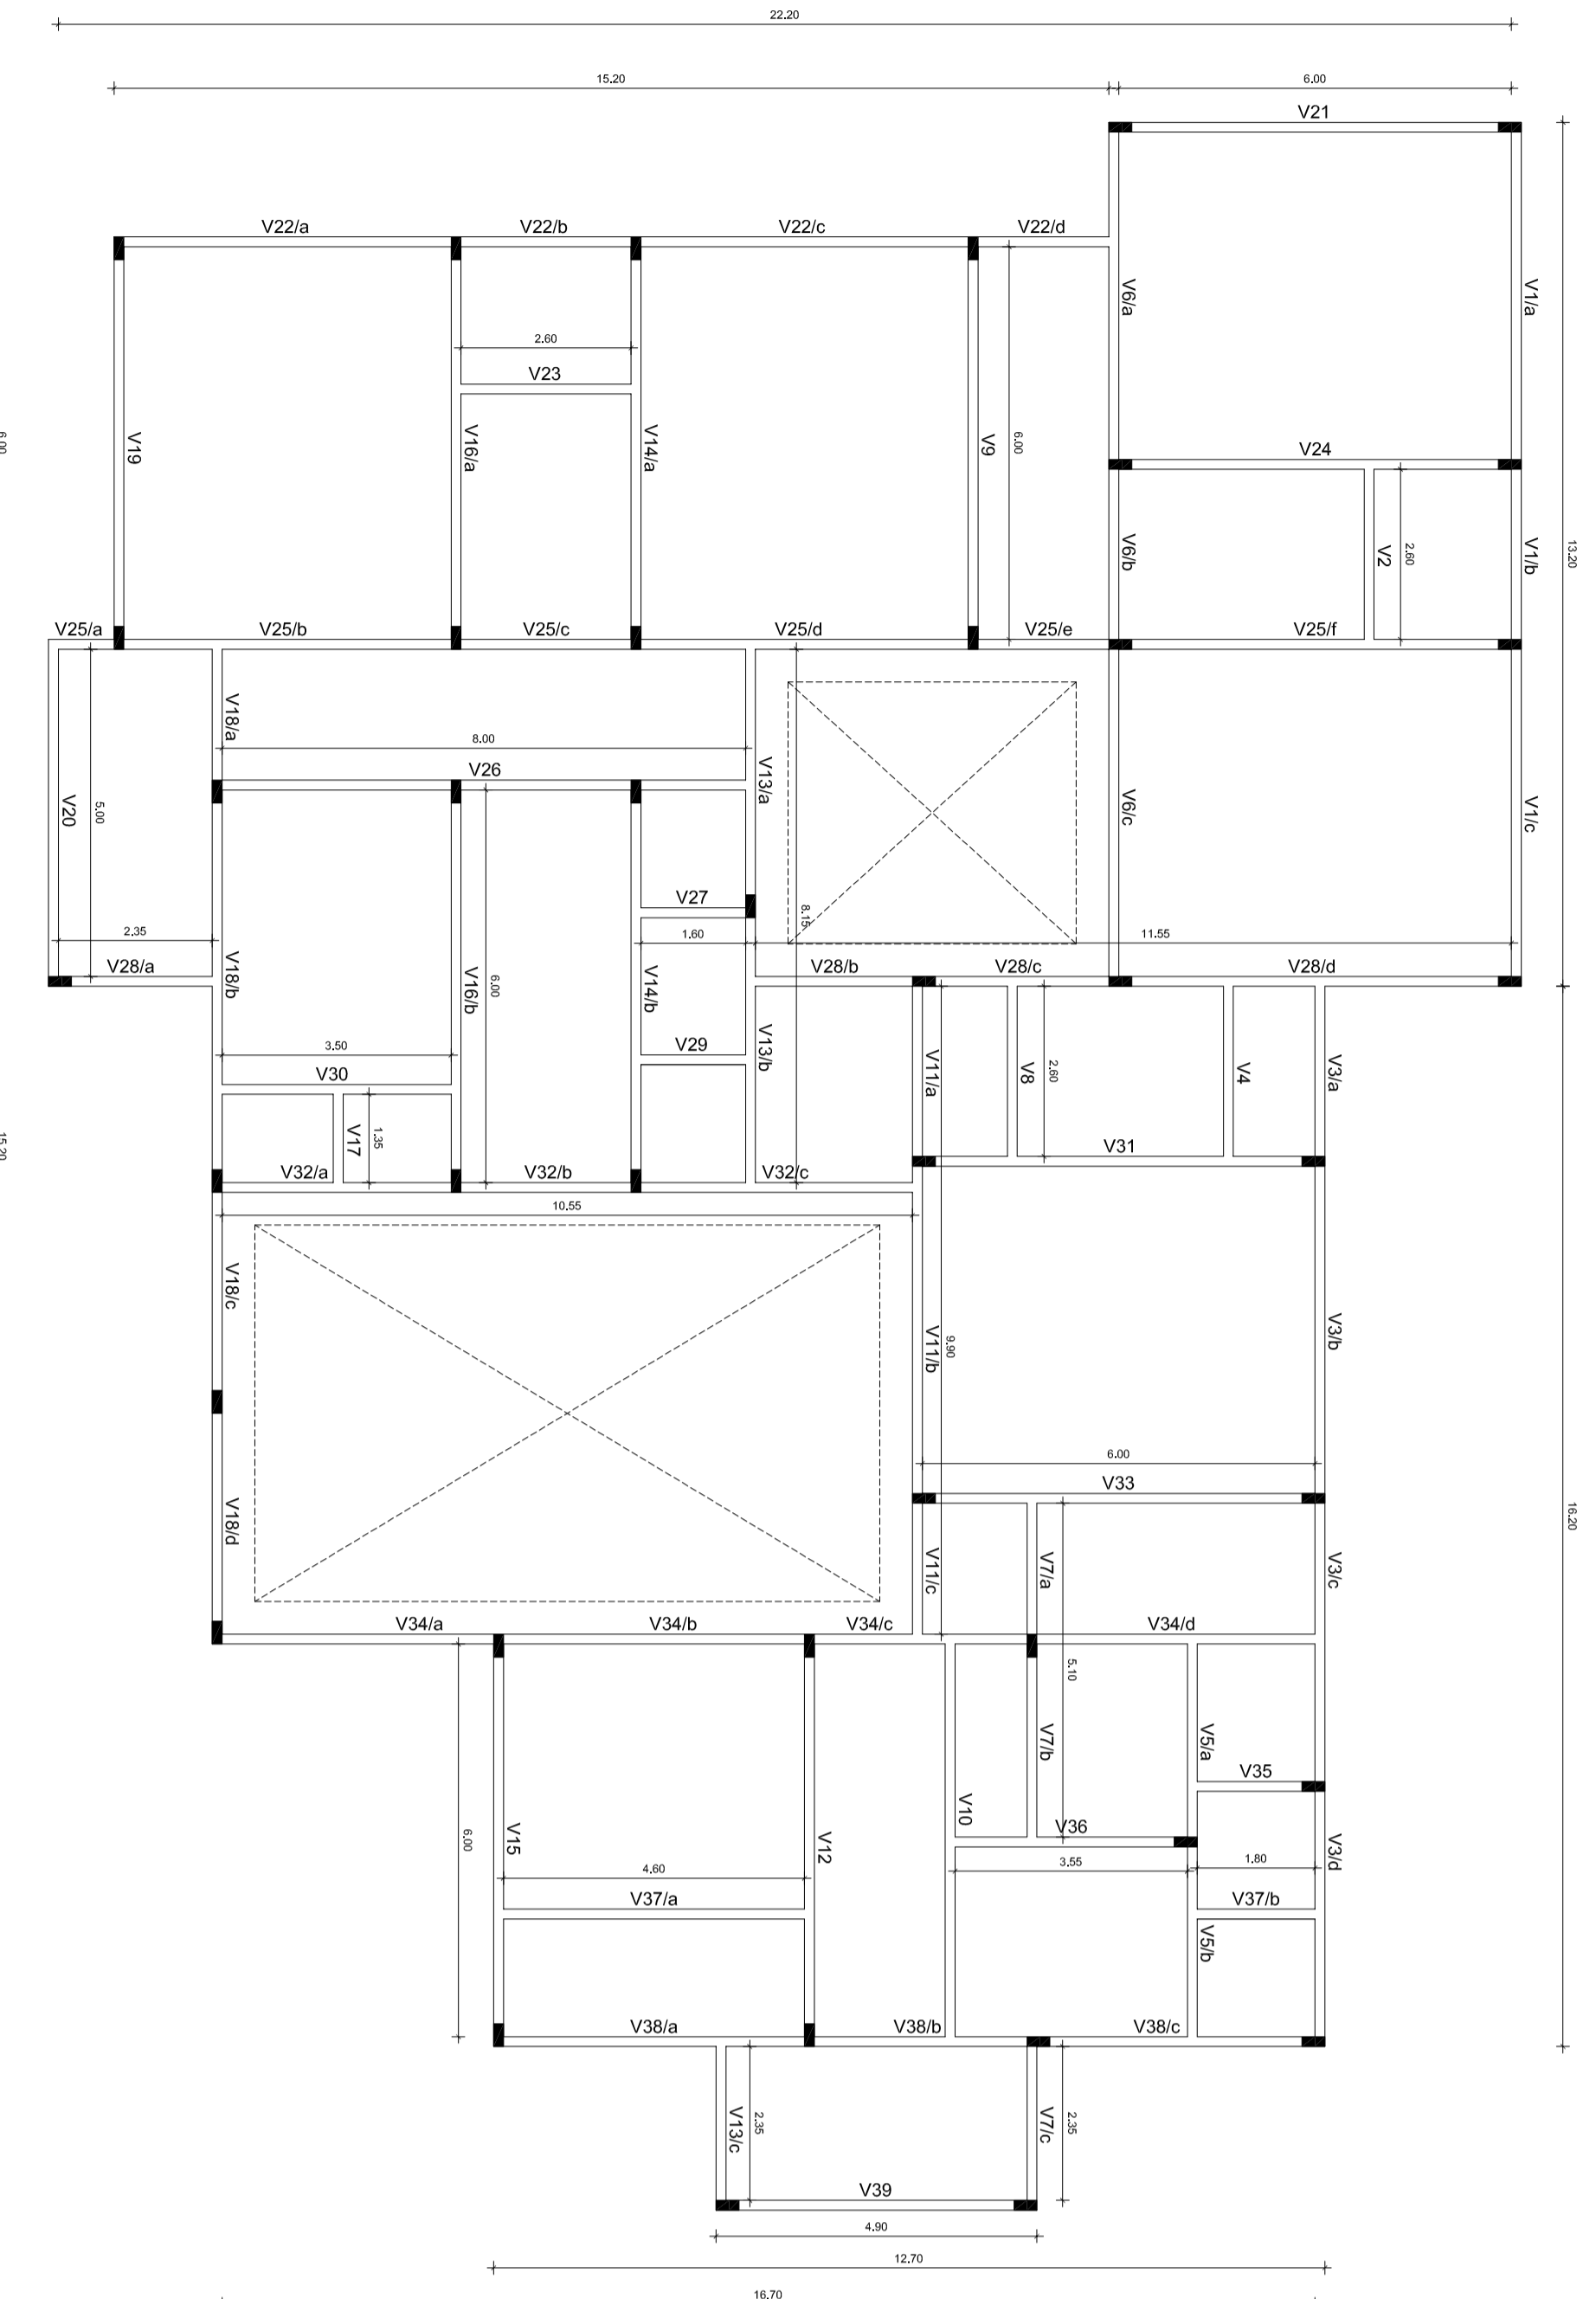 22.20
15.20
6.00
V21
V22/a
V22/b
V22/c
V22/d
V6/a
V1/a
2.60
V23
6.00
V19
V16/a
V14/a
V9
6.00
V24
V6/b
V2
2.60
V1/b
13.20
V25/a
V25/b
V25/c
V25/d
V25/e
V25/f
V18/a
8.00
V26
V13/a
V20
5.00
V6/c
V1/c
V27
8.15
2.35
1.60
11.55
V28/a
V18/b
V16/b
6.00
V14/b
V28/b
V28/c
V28/d
3.50
V29
V13/b
V30
V11/a
V8
2.60
V4
V3/a
15.20
V17
1.35
V31
V32/a
V32/b
V32/c
10.55
V18/c
V11/b
9.90
V3/b
6.00
V33
16.20
V18/d
V11/c
V7/a
V3/c
V34/a
V34/b
V34/c
V34/d
5.10
V7/b
V5/a
V35
V10
V36
6.00
V15
V12
4.60
3.55
1.80
V3/d
V37/a
V37/b
V5/b
V38/a
V38/b
V38/c
V13/c
2.35
V7/c
2.35
V39
4.90
12.70
16.70